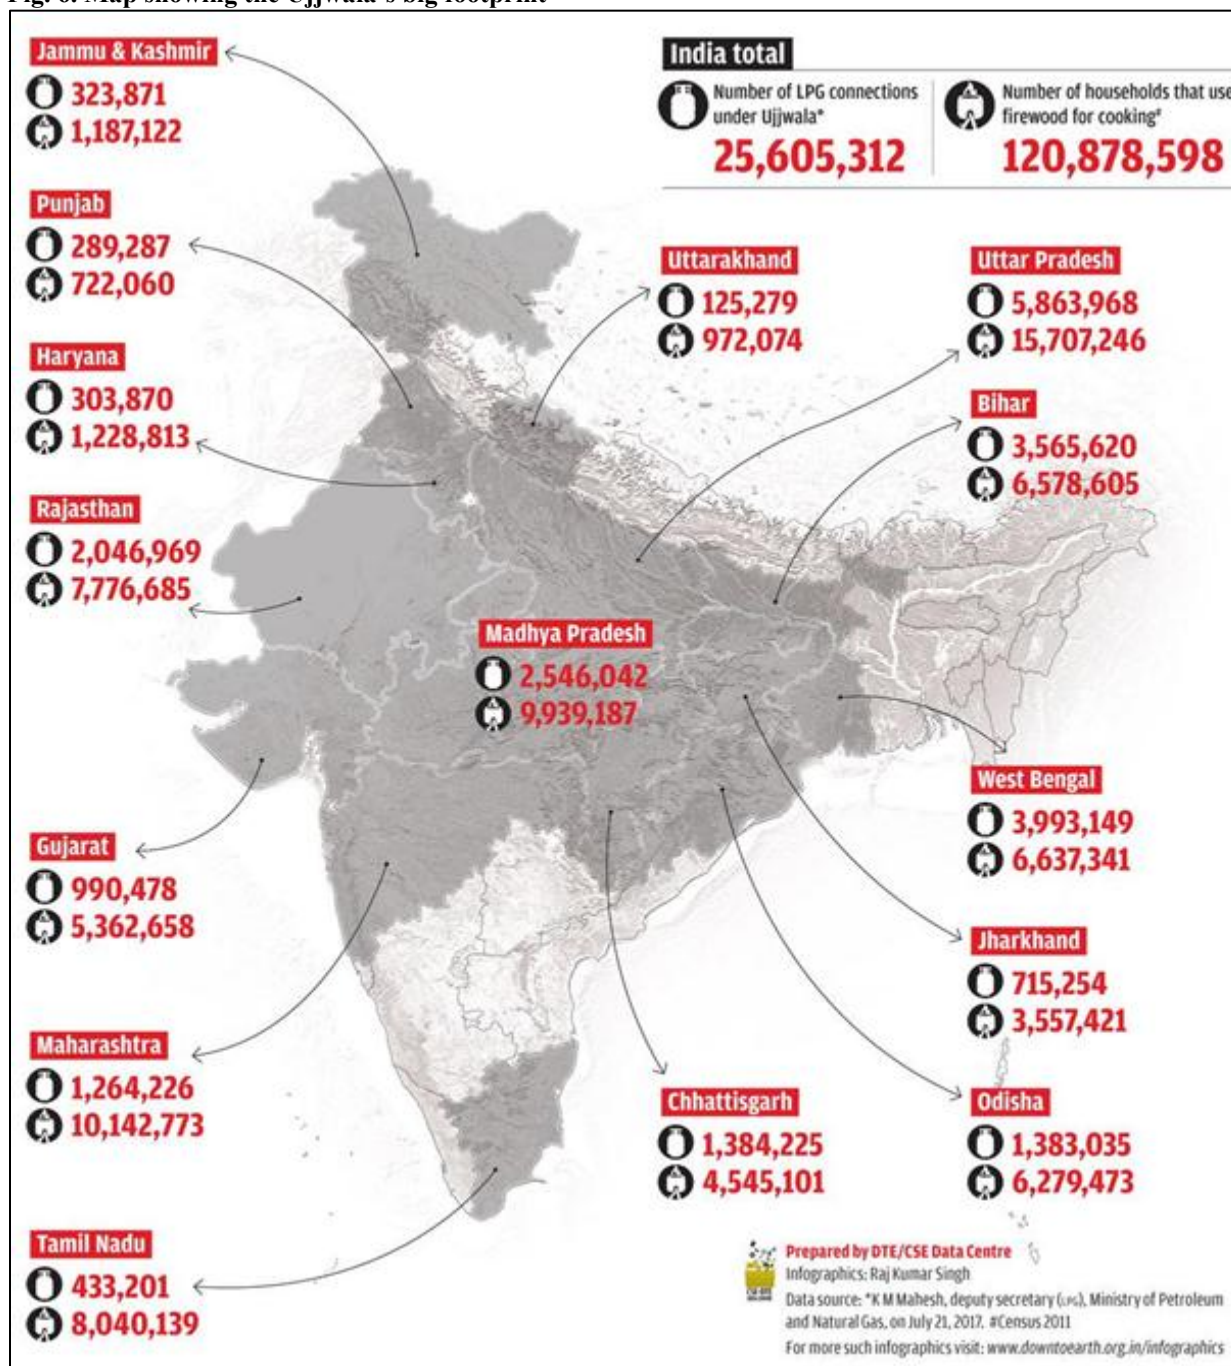 Fig. 6. Map showing the Ujjwala's big footprint
Jammu & Kashmir
323,871
1,187,122
India total
Number of LPG connections
under Ujjwala*
25,605,312
Number of households that use
firewood for cooking#
120,878,598
Punjab
289,287
722,060
Uttarakhand
125,279
972,074
Uttar Pradesh
5,863,968
15,707,246
Haryana
303,870
1,228,813
Bihar
3,565,620
6,578,605
Rajasthan
2,046,969
7,776,685
Madhya Pradesh
2,546,042
9,939,187
West Bengal
3,993,149
6,637,341
Gujarat
990,478
5,362,658
Jharkhand
715,254
3,557,421
Maharashtra
1,264,226
10,142,773
Chhattisgarh
1,384,225
4,545,101
Odisha
1,383,035
6,279,473
Tamil Nadu
433,201
8,040,139
Prepared by DTE/CSE Data Centre
Infographics: Raj Kumar Singh
Data source: *K M Mahesh, deputy secretary (LPG), Ministry of Petroleum
and Natural Gas, on July 21, 2017. #Census 2011
For more such infographics visit: www.downtoearth.org.in/infographics